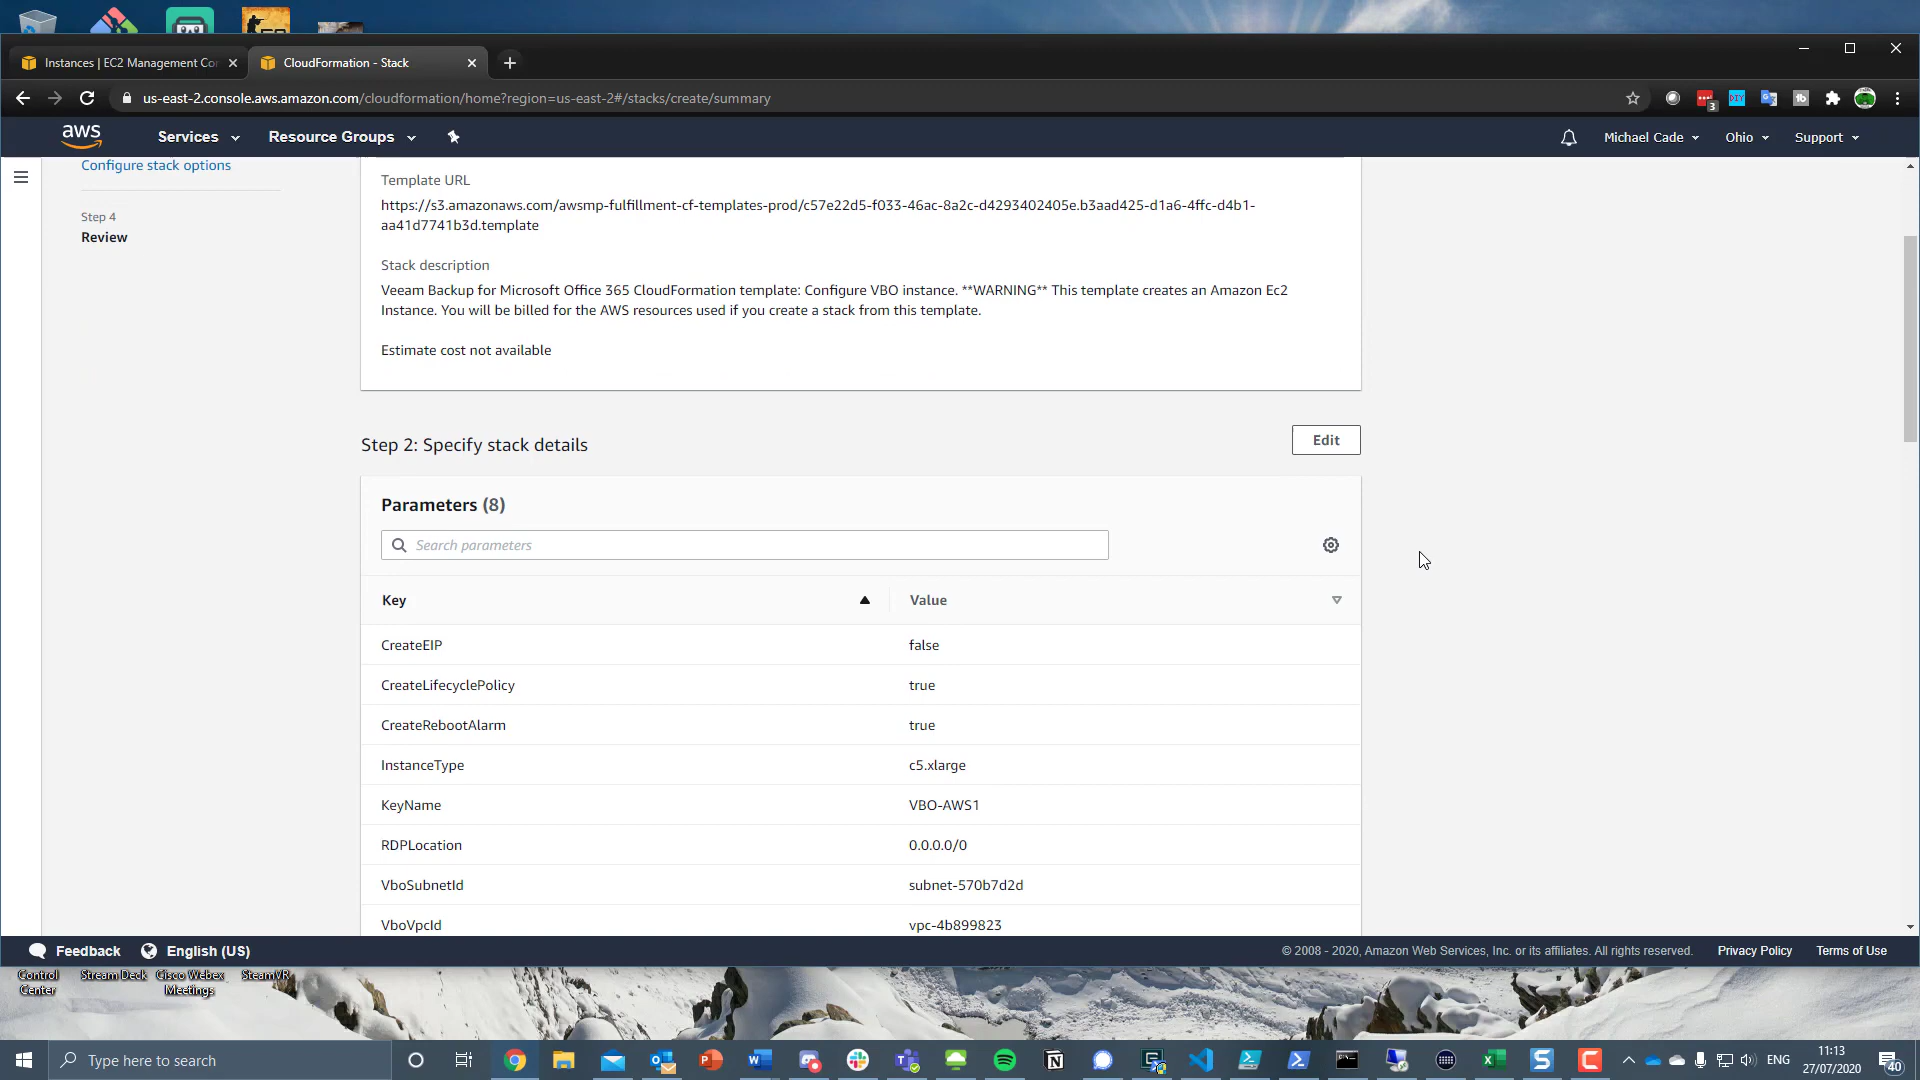 Instances | EC2 Management Cor
CloudFormation - Stack
us-east-2.console.aws.amazon.com/cloudformation/home?region=us-east-2#/stacks/create/summary
3
DIY
aws
Services
Resource Groups
Michael Cade
Ohio
Support
Configure stack options
Step 4
Review
Template URL
https://s3.amazonaws.com/awsmp-fulfillment-cf-templates-prod/c57e22d5-f033-46ac-8a2c-d4293402405e.b3aad425-d1a6-4ffc-d4b1-
aa41d7741b3d.template
Stack description
Veeam Backup for Microsoft Office 365 CloudFormation template: Configure VBO instance. **WARNING** This template creates an Amazon Ec2
Instance. You will be billed for the AWS resources used if you create a stack from this template.
Estimate cost not available
Step 2: Specify stack details
Edit
Parameters (8)
Search parameters
Key
Value
CreateEIP
false
CreateLifecyclePolicy
true
CreateRebootAlarm
true
InstanceType
c5.xlarge
KeyName
VBO-AWS1
RDPLocation
0.0.0.0/0
VboSubnetId
subnet-570b7d2d
VboVpcId
vpc-4b899823
Feedback
English (US)
© 2008 - 2020, Amazon Web Services, Inc. or its affiliates. All rights reserved.
Privacy Policy
Terms of Use
Control
Center
Stream Deck
Cisco Webex
Meetings
SteamVR
Type here to search
ENG
11:13
27/07/2020
40